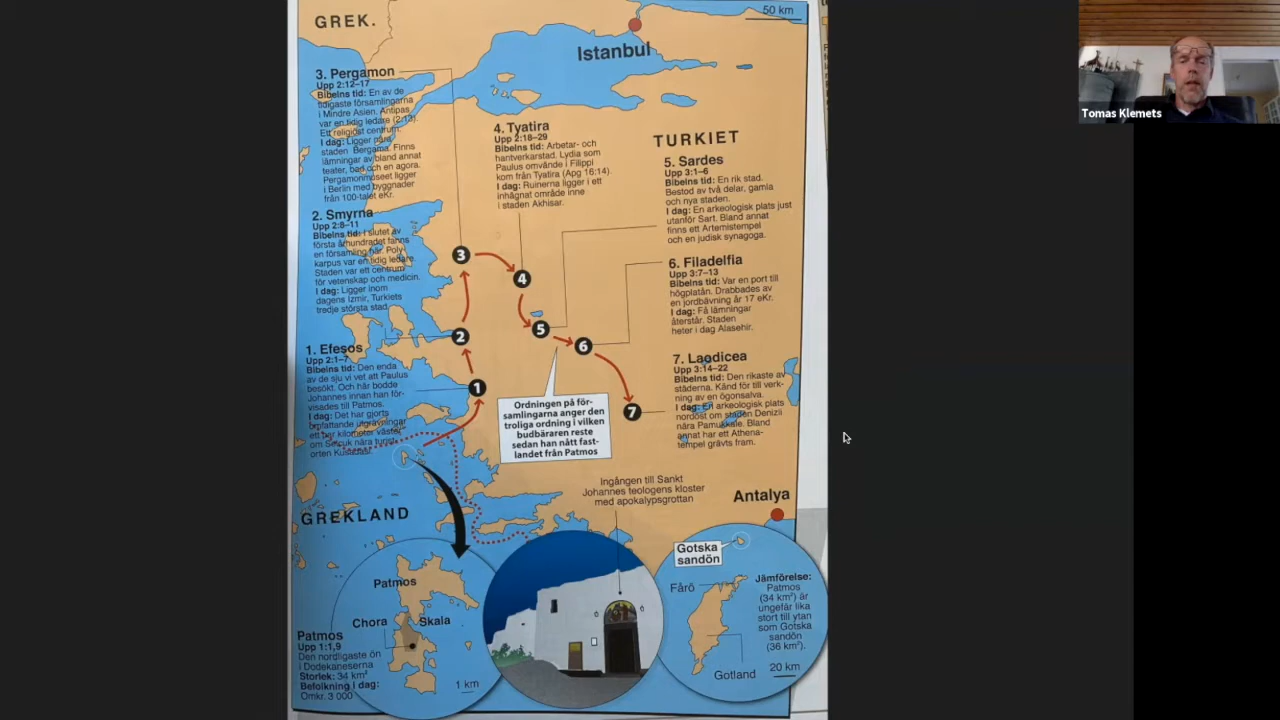 GREK.
50 km
Istanbul
3. Pergamon
Upp 2:12–17
Bibelns tid: En av de
tidigaste församlingarna
i Mindre Asien. Antipas
var en tidig ledare (2:13).
Ett religiöst centrum.
I dag: Ligger nära
staden Bergama. Finns
lämningar av bland annat
teater, bad och en agora.
Pergamonmuseet ligger
i Berlin med byggnader
från 100-talet eKr.
4. Tyatira
Upp 2:18–29
Bibelns tid: Arbetar- och
hantverkarstad. Lydia som
Paulus omvände i Filippi
kom från Tyatira (Apg 16:14).
I dag: Ruinerna ligger i ett
inhägnat område inne
i staden Akhisar.
TURKIET
5. Sardes
Upp 3:1–6
Bibelns tid: En rik stad.
Bestod av två delar, gamla
och nya staden.
I dag: En arkeologisk plats just
utanför Sart. Bland annat
finns ett Artemistempel
och en judisk synagoga.
2. Smyrna
Upp 2:8–11
Bibelns tid: I slutet av
första århundradet fanns
en församling här. Poly-
karpus var en tidig ledare.
Staden var ett centrum
för vetenskap och medicin.
I dag: Ligger inom
dagens Izmir, Turkiets
tredje största stad.
6. Filadelfia
Upp 3:7–13
Bibelns tid: Var en port till
högplatån. Drabbades av
en jordbävning år 17 eKr.
I dag: Få lämningar
återstår. Staden
heter i dag Alasehir.
1. Efesos
Upp 2:1–7
Bibelns tid: Den enda
av de sju vi vet att Paulus
besökt. Och här bodde
Johannes innan han för-
visades till Patmos.
I dag: Det har gjorts
omfattande utgrävningar
ett par kilometer väster
om Selcuk nära turist-
orten Kusadasi.
7. Laodicea
Upp 3:14–22
Bibelns tid: Den rikaste av
städerna. Känd för till verk-
ning av en ögonsalva.
I dag: En arkeologisk plats
nordost om staden Denizli
nära Pamukkale. Bland
annat har ett Athena-
tempel grävts fram.
3
4
5
6
2
1
7
Ordningen på för-
samlingarna anger den
troliga ordning i vilken
budbäraren reste
sedan han nått fast-
landet från Patmos
GREKLAND
Ingången till Sankt
Johannes teologens kloster
med apokalypsgrottan
Antalya
Patmos
Chora
Skala
Patmos
Upp 1:1,9
Den nordligaste ön
i Dodekaneserna
Storlek: 34 km²
Befolkning i dag:
Omkr. 3 000
1 km
Gotska
sandön
Fårö
Gotland
Jämförelse:
Patmos
(34 km²) är
ungefär lika
stort till ytan
som Gotska
sandön
(36 km²).
20 km
Tomas Klemets